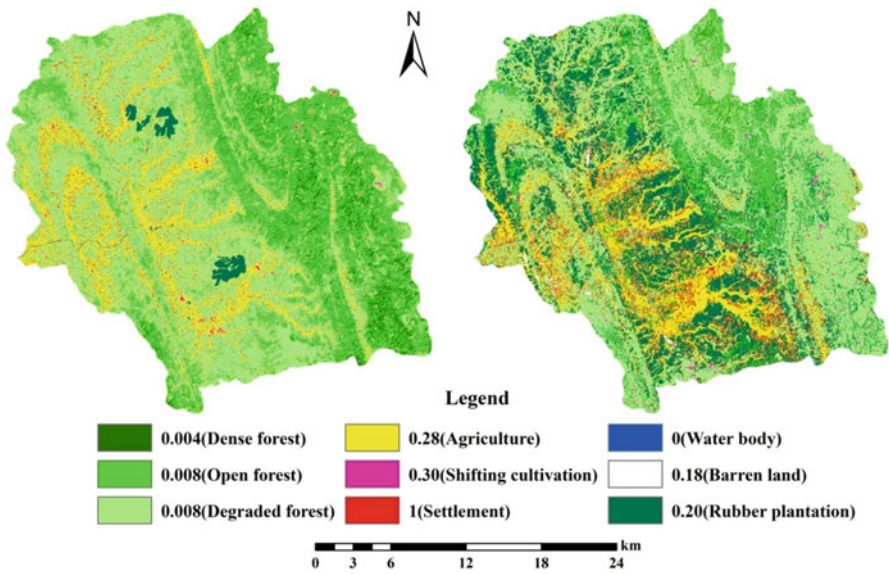 N
Legend
0.004(Dense forest)
0.28(Agriculture)
0(Water body)
0.008(Open forest)
0.30(Shifting cultivation)
0.18(Barren land)
0.008(Degraded forest)
1(Settlement)
0.20(Rubber plantation)
km
0 3 6 12 18 24